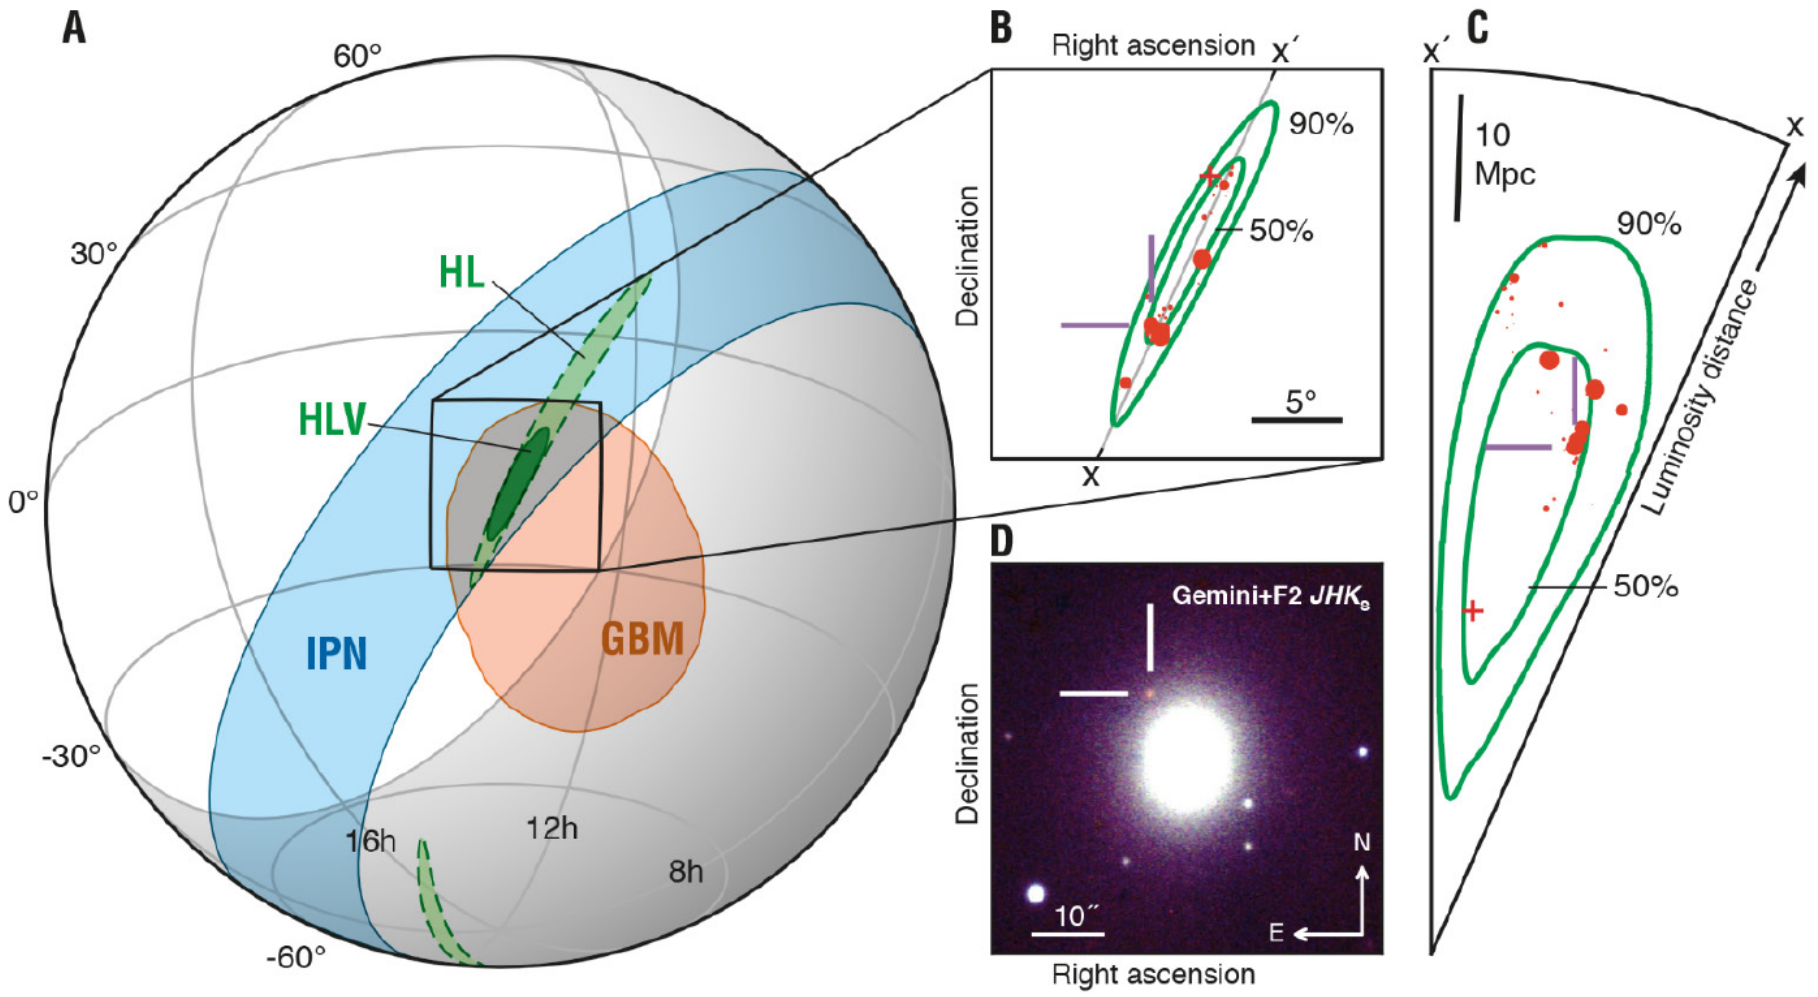 A
60°
30°
0°
-30°
-60°
HL
HLV
IPN
GBM
16h
12h
8h
B
Right ascension
x´
90%
50%
Declination
5°
x
C
x´
x
10
Mpc
90%
50%
Luminosity distance
D
Gemini+F2 JHKs
Declination
10˝
N
E
Right ascension